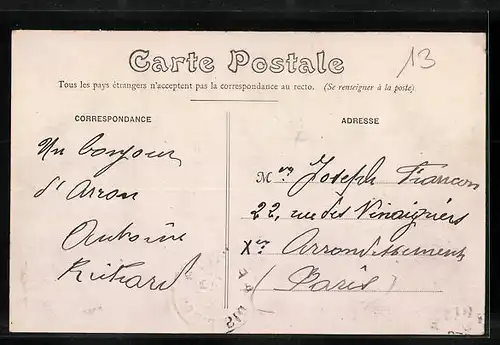 Carte Postale
13
Tous les pays étrangers n'acceptent pas la correspondance au recto. (Se renseigner à la poste)
CORRESPONDANCE
ADRESSE
Un bonjour
d'Arron
Antoine
Richard
Mr Joseph Francon
22, rue des Vinaigriers
Xe Arrondissement
(Paris)